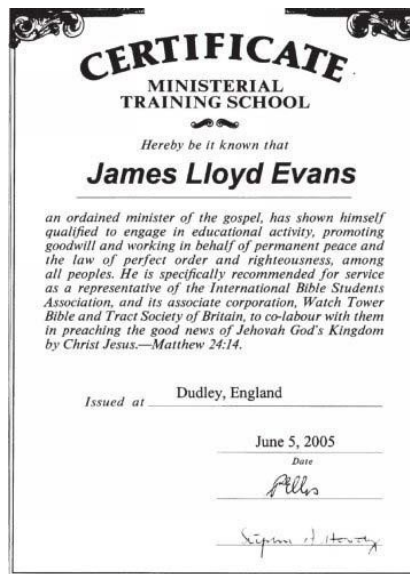 CERTIFICATE
MINISTERIAL
TRAINING SCHOOL
Hereby be it known that
James Lloyd Evans
an ordained minister of the gospel, has shown himself
qualified to engage in educational activity, promoting
goodwill and working in behalf of permanent peace and
the law of perfect order and righteousness, among
all peoples. He is specifically recommended for service
as a representative of the International Bible Students
Association, and its associate corporation, Watch Tower
Bible and Tract Society of Britain, to co-labour with them
in preaching the good news of Jehovah God's Kingdom
by Christ Jesus.—Matthew 24:14.
Issued at Dudley, England
June 5, 2005
Date
Stephen A